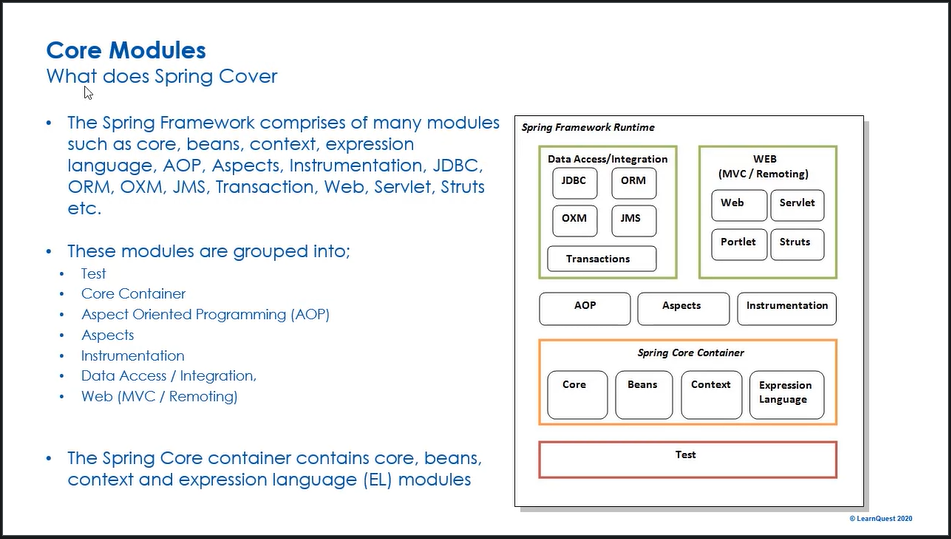 Core Modules
What does Spring Cover
• The Spring Framework comprises of many modules
such as core, beans, context, expression
language, AOP, Aspects, Instrumentation, JDBC,
ORM, OXM, JMS, Transaction, Web, Servlet, Struts
etc.
• These modules are grouped into;
• Test
• Core Container
• Aspect Oriented Programming (AOP)
• Aspects
• Instrumentation
• Data Access / Integration,
• Web (MVC / Remoting)
• The Spring Core container contains core, beans,
context and expression language (EL) modules
Spring Framework Runtime
Data Access/Integration
JDBC ORM
OXM JMS
Transactions
WEB
(MVC / Remoting)
Web Servlet
Portlet Struts
AOP Aspects Instrumentation
Spring Core Container
Core Beans Context Expression
Language
Test
© LearnQuest 2020